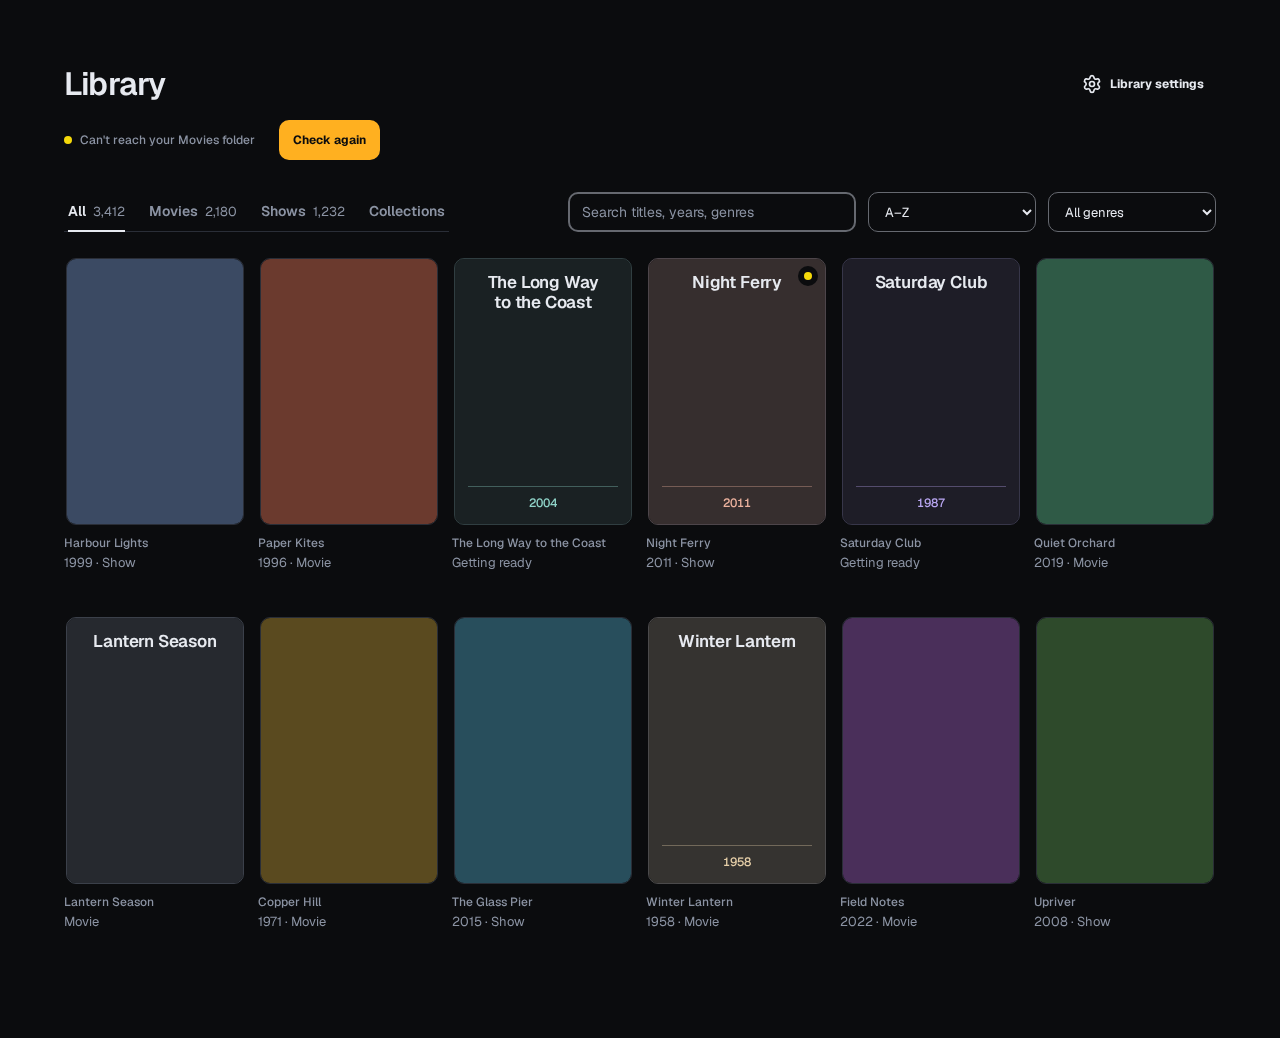 Library
Library settings
Can't reach your Movies folder
Check again
All 3,412
Movies 2,180
Shows 1,232
Collections
Search titles, years, genres
A–Z
All genres
The Long Way
to the Coast
2004
Night Ferry
2011
Saturday Club
1987
Harbour Lights
1999 · Show
Paper Kites
1996 · Movie
The Long Way to the Coast
Getting ready
Night Ferry
2011 · Show
Saturday Club
Getting ready
Quiet Orchard
2019 · Movie
Lantern Season
Winter Lantern
1958
Lantern Season
Movie
Copper Hill
1971 · Movie
The Glass Pier
2015 · Show
Winter Lantern
1958 · Movie
Field Notes
2022 · Movie
Upriver
2008 · Show